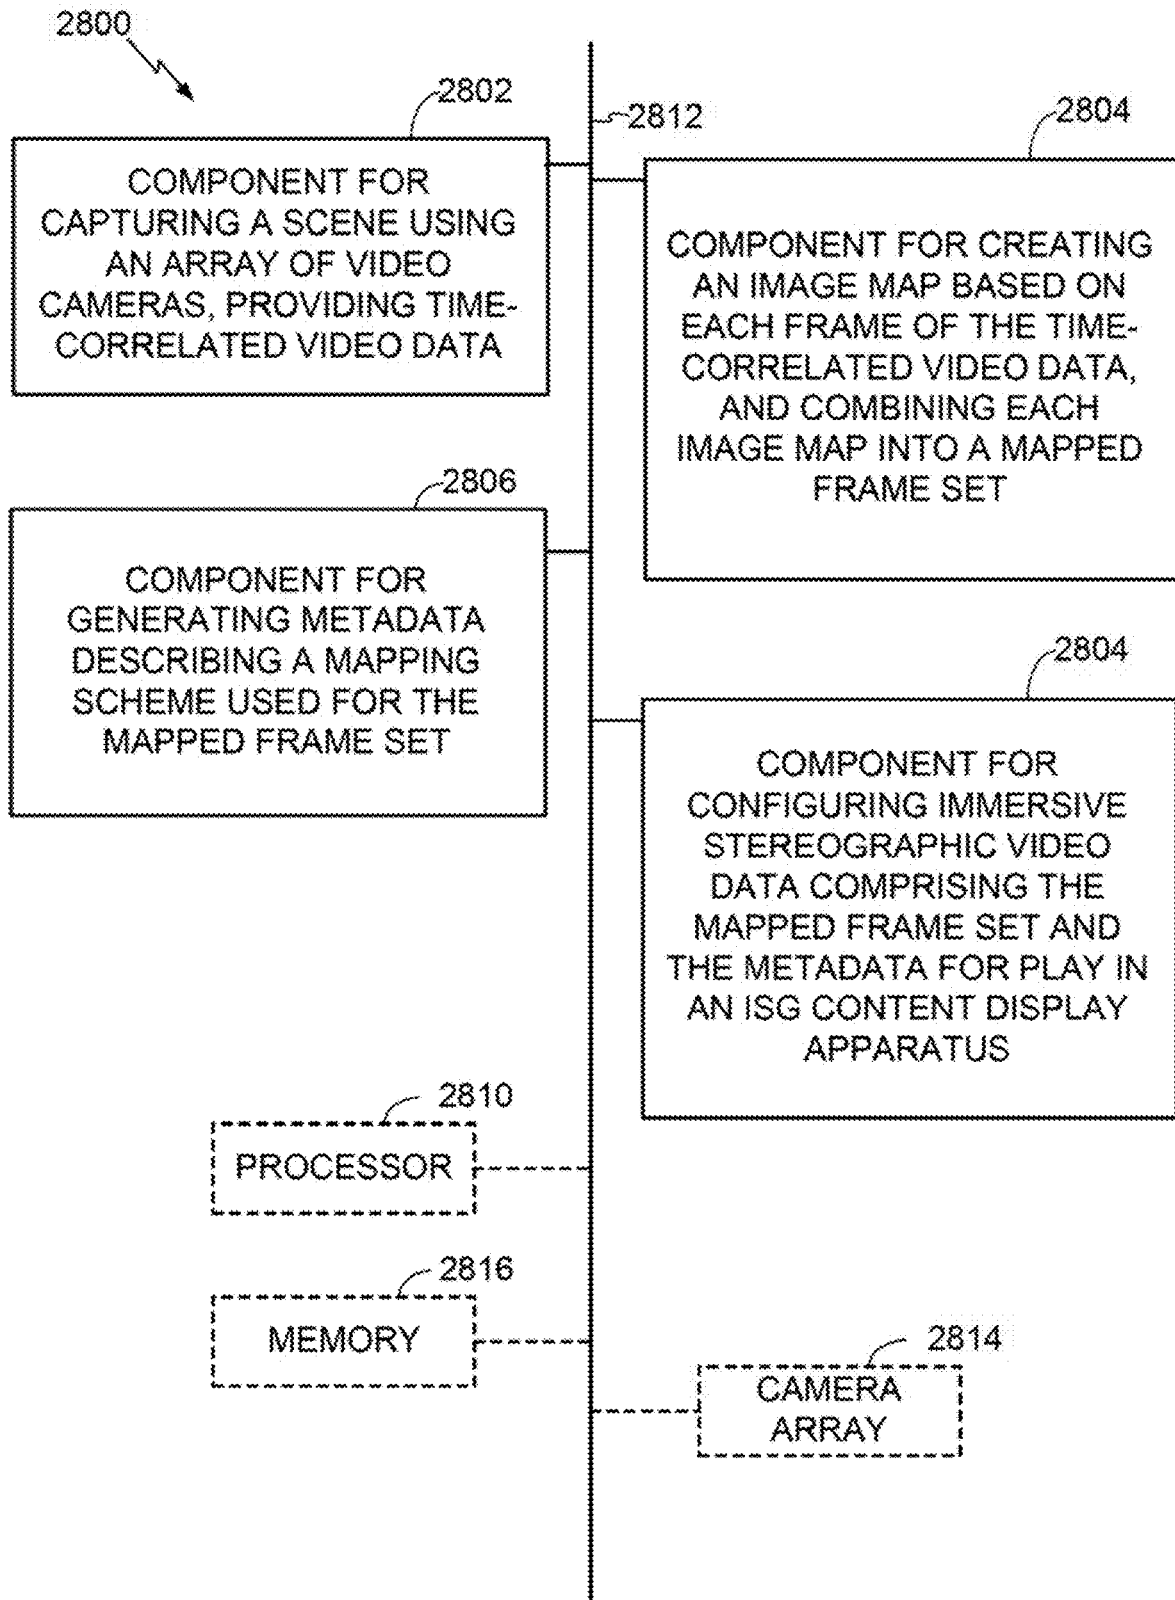 2800
2802
COMPONENT FOR
CAPTURING A SCENE USING
AN ARRAY OF VIDEO
CAMERAS, PROVIDING TIME-
CORRELATED VIDEO DATA
2812
2804
COMPONENT FOR CREATING
AN IMAGE MAP BASED ON
EACH FRAME OF THE TIME-
CORRELATED VIDEO DATA,
AND COMBINING EACH
IMAGE MAP INTO A MAPPED
FRAME SET
2806
COMPONENT FOR
GENERATING METADATA
DESCRIBING A MAPPING
SCHEME USED FOR THE
MAPPED FRAME SET
2804
COMPONENT FOR
CONFIGURING IMMERSIVE
STEREOGRAPHIC VIDEO
DATA COMPRISING THE
MAPPED FRAME SET AND
THE METADATA FOR PLAY IN
AN ISG CONTENT DISPLAY
APPARATUS
2810
PROCESSOR
2816
MEMORY
2814
CAMERA
ARRAY